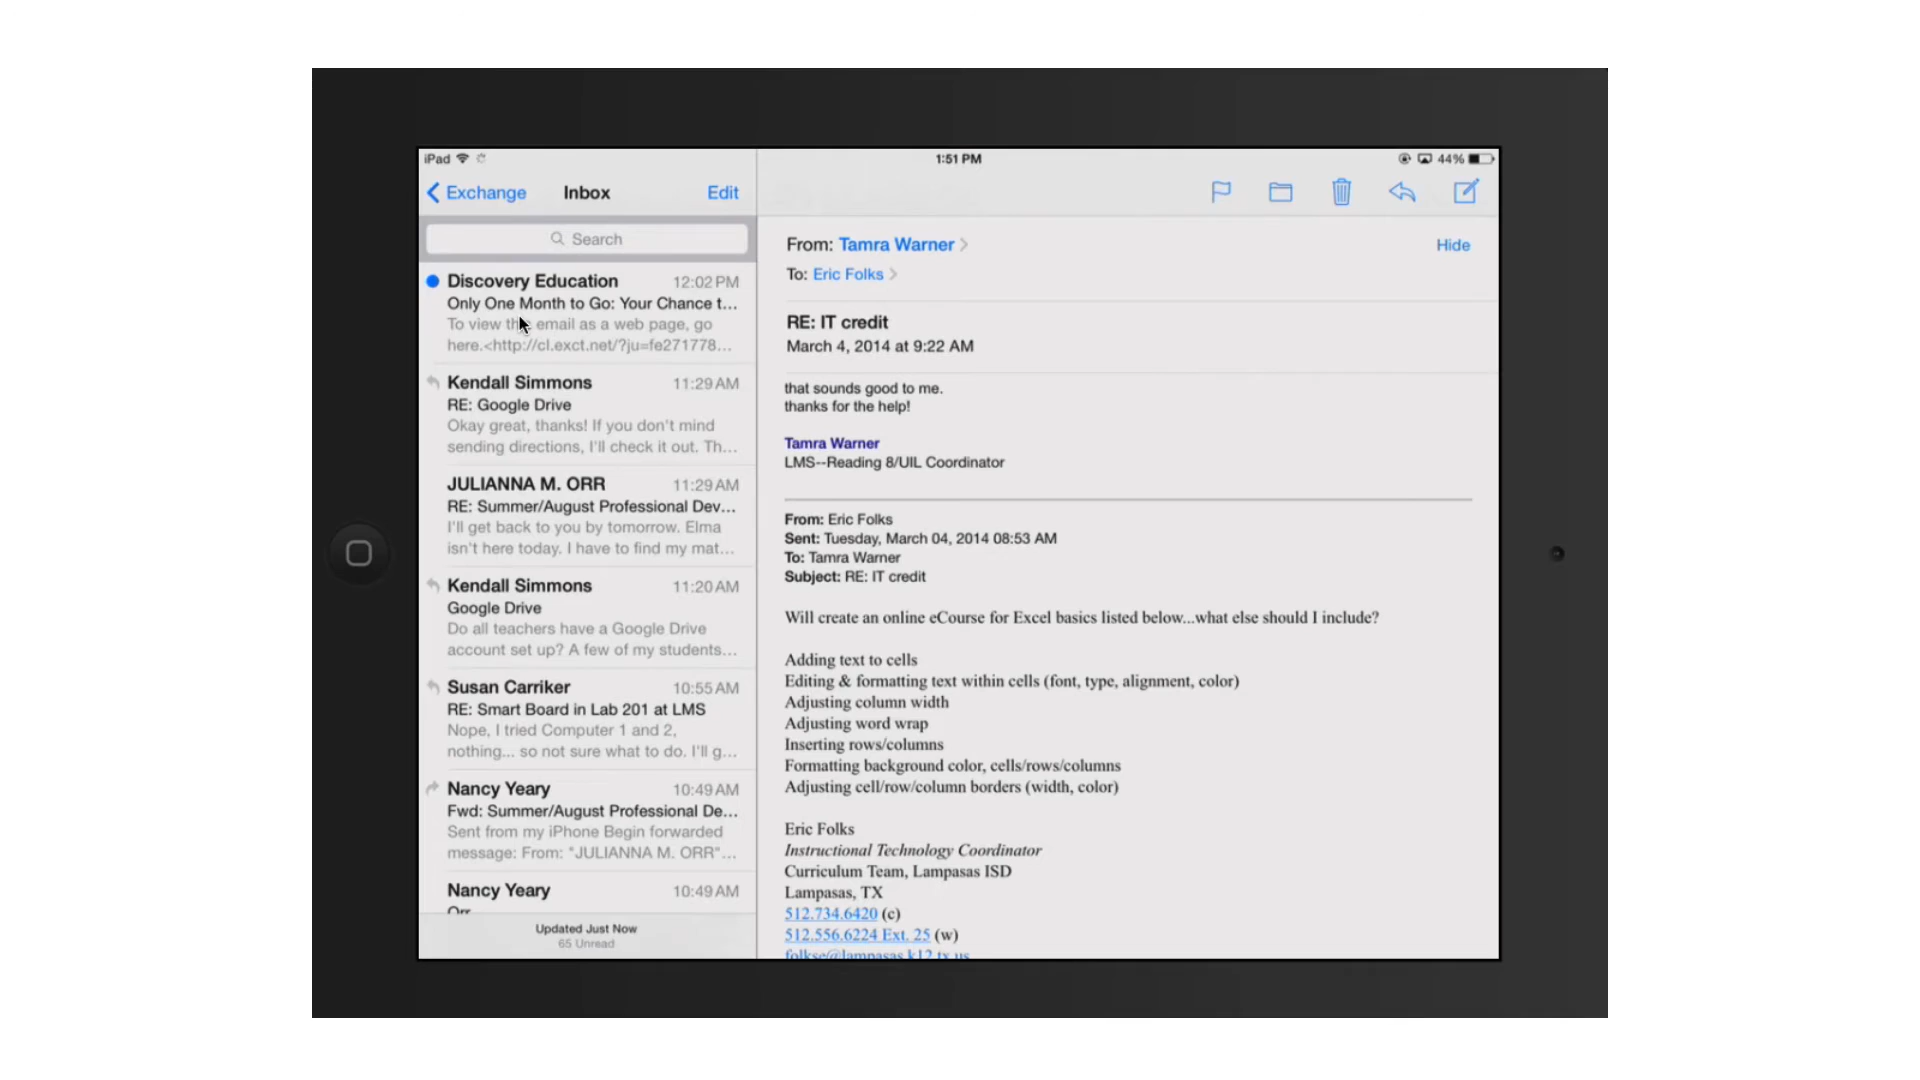 iPad
1:51 PM
44%
Exchange
Inbox
Edit
Search
Discovery Education 12:02 PM
Only One Month to Go: Your Chance t...
To view this email as a web page, go
here.<http://cl.exct.net/?ju=fe271778...
Kendall Simmons 11:29 AM
RE: Google Drive
Okay great, thanks! If you don't mind
sending directions, I'll check it out. Th...
JULIANNA M. ORR 11:29 AM
RE: Summer/August Professional Dev...
I'll get back to you by tomorrow. Elma
isn't here today. I have to find my mat...
Kendall Simmons 11:20 AM
Google Drive
Do all teachers have a Google Drive
account set up? A few of my students...
Susan Carriker 10:55 AM
RE: Smart Board in Lab 201 at LMS
Nope, I tried Computer 1 and 2,
nothing... so not sure what to do. I'll g...
Nancy Yeary 10:49 AM
Fwd: Summer/August Professional De...
Sent from my iPhone Begin forwarded
message: From: "JULIANNA M. ORR"...
Nancy Yeary 10:49 AM
Orr
Updated Just Now
65 Unread
From: Tamra Warner
Hide
To: Eric Folks
RE: IT credit
March 4, 2014 at 9:22 AM
that sounds good to me.
thanks for the help!
Tamra Warner
LMS--Reading 8/UIL Coordinator
From: Eric Folks
Sent: Tuesday, March 04, 2014 08:53 AM
To: Tamra Warner
Subject: RE: IT credit
Will create an online eCourse for Excel basics listed below...what else should I include?
Adding text to cells
Editing & formatting text within cells (font, type, alignment, color)
Adjusting column width
Adjusting word wrap
Inserting rows/columns
Formatting background color, cells/rows/columns
Adjusting cell/row/column borders (width, color)
Eric Folks
Instructional Technology Coordinator
Curriculum Team, Lampasas ISD
Lampasas, TX
512.734.6420 (c)
512.556.6224 Ext. 25 (w)
folkse@lampasas.k12.tx.us